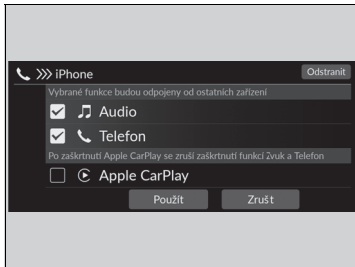 iPhone
Odstranit
Vybrané funkce budou odpojeny od ostatních zařízení
Audio
Telefon
Po zaškrtnutí Apple CarPlay se zruší zaškrtnutí funkcí Zvuk a Telefon
Apple CarPlay
Použít
Zrušt